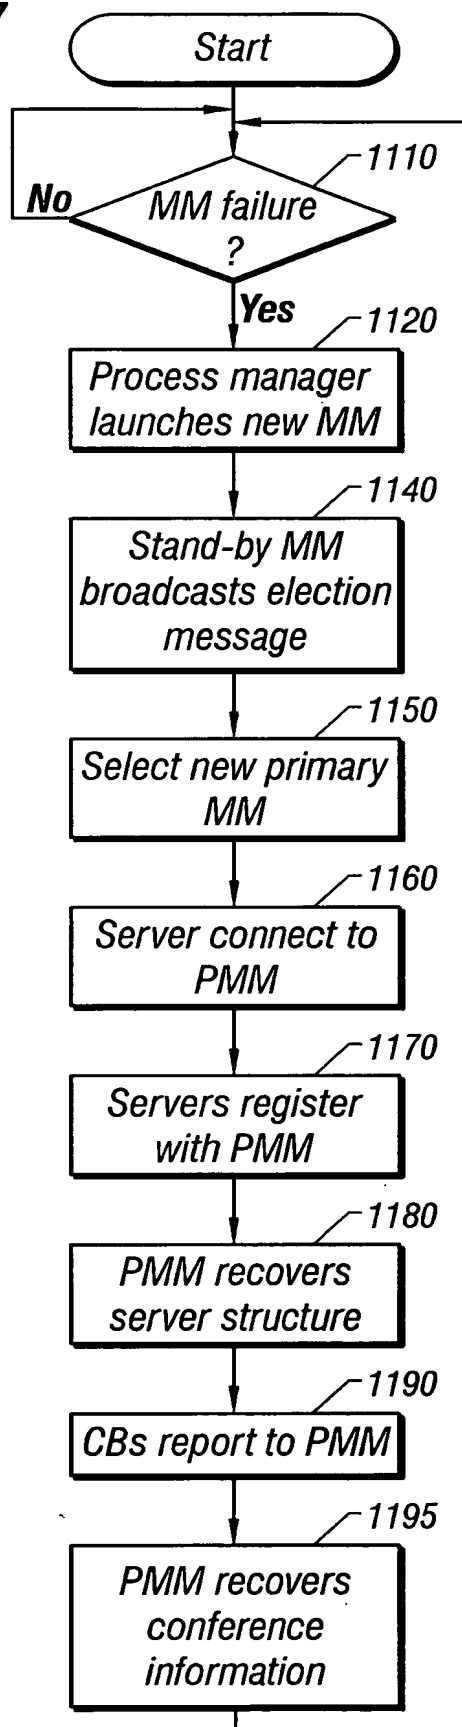 Start
1110
No
MM failure
?
Yes
1120
Process manager
launches new MM
1140
Stand-by MM
broadcasts election
message
1150
Select new primary
MM
1160
Server connect to
PMM
1170
Servers register
with PMM
1180
PMM recovers
server structure
1190
CBs report to PMM
1195
PMM recovers
conference
information